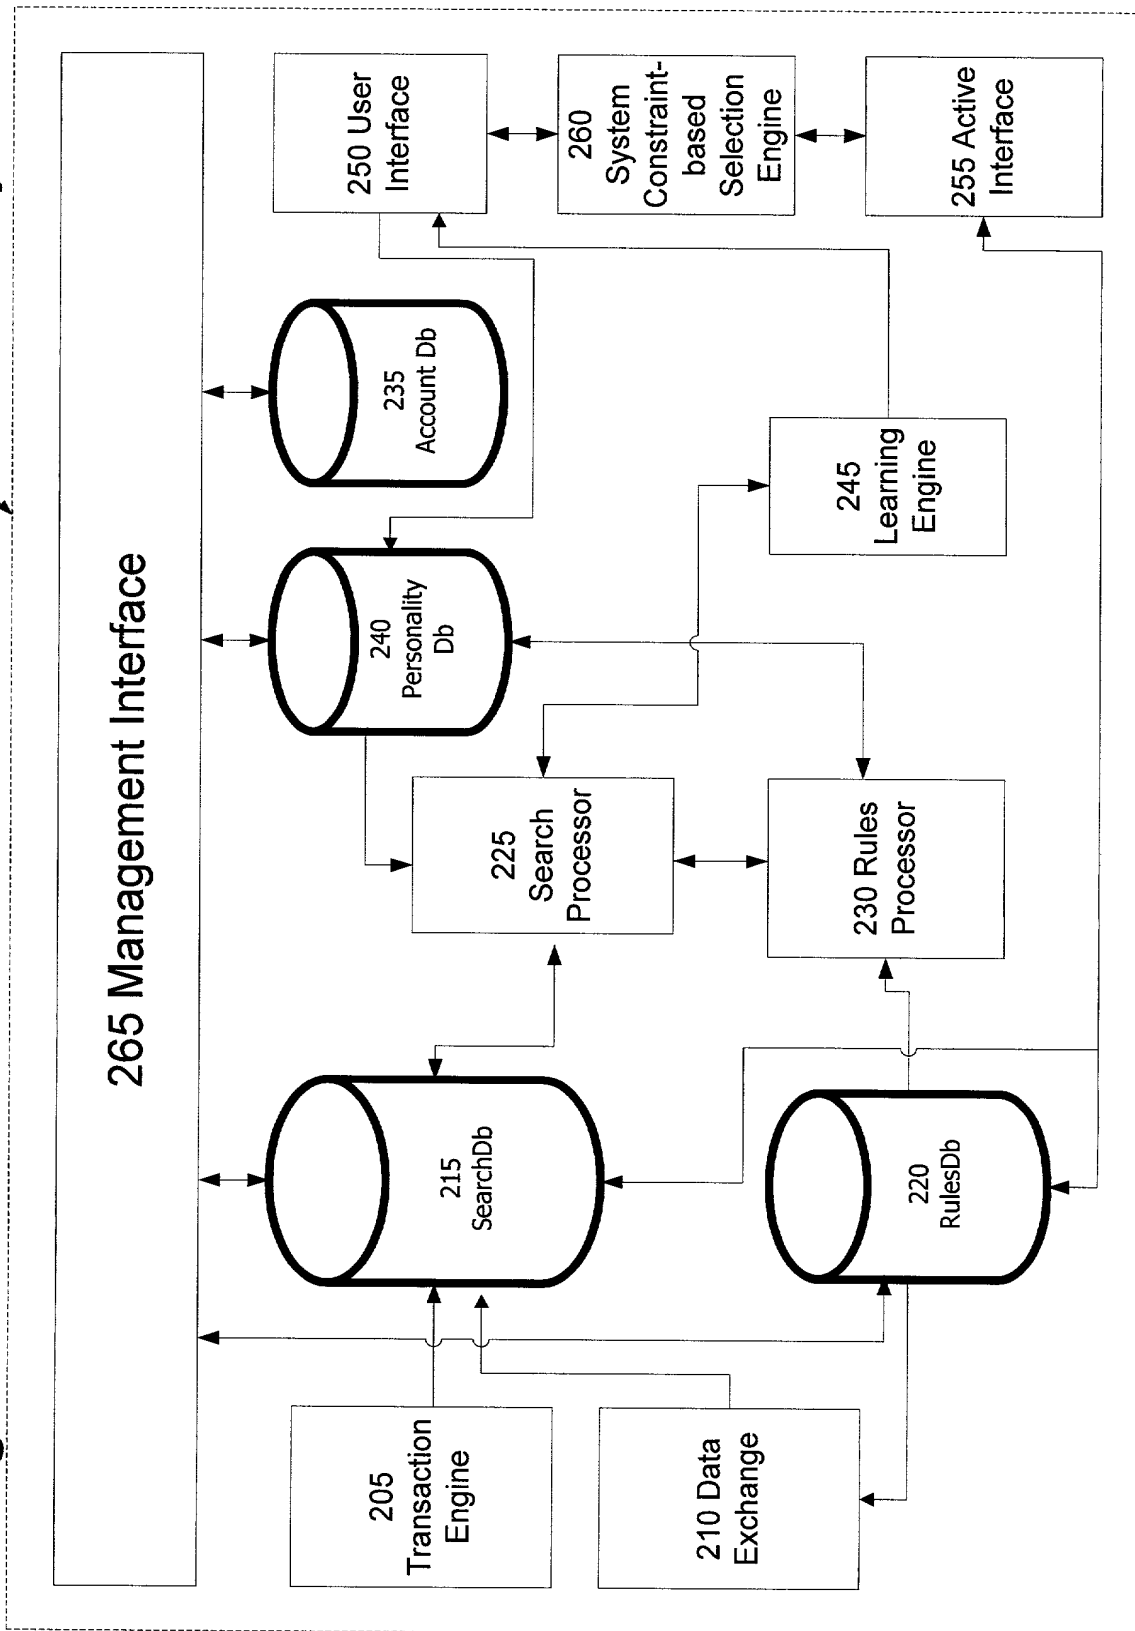 265 Management Interface
205
Transaction
Engine
210 Data
Exchange
215
SearchDb
220
RulesDb
225
Search
Processor
230 Rules
Processor
240
Personality
Db
235
Account Db
245
Learning
Engine
250 User
Interface
260
System
Constraint-
based
Selection
Engine
255 Active
Interface